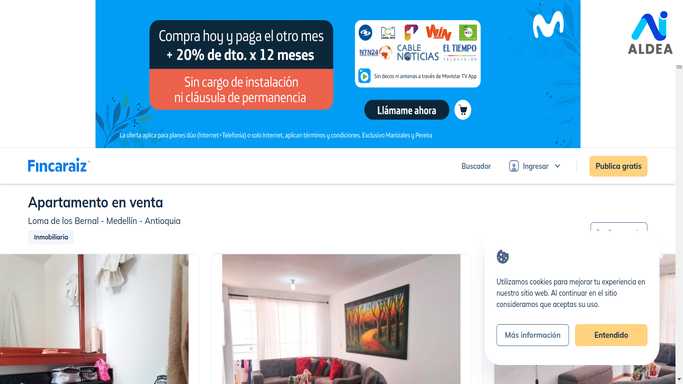 Compra hoy y paga el otro mes
+ 20% de dto. x 12 meses
Sin cargo de instalación
ni cláusula de permanencia
WIN
NTN24
CABLE NOTICIAS
EL TIEMPO
TELEVISIÓN
Sin decos ni antenas a través de Movistar TV App
Llámame ahora
La oferta aplica para planes dúo (Internet+Telefonía) o solo Internet, aplican términos y condiciones. Exclusivo Manizales y Pereira
ALDEA
Fincaraiz
Buscador
Ingresar
Publica gratis
Apartamento en venta
Loma de los Bernal - Medellín - Antioquia
Inmobiliaria
Utilizamos cookies para mejorar tu experiencia en
nuestro sitio web. Al continuar en el sitio
consideramos que aceptas su uso.
Más información
Entendido